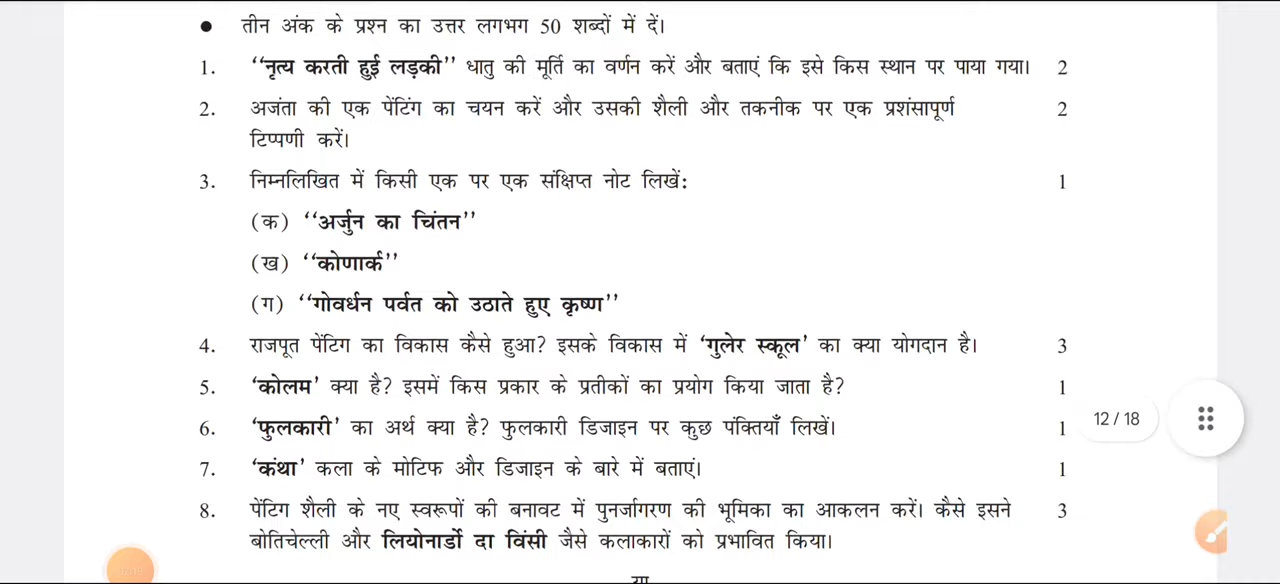 ● तीन अंक के प्रश्न का उत्तर लगभग 50 शब्दों में दें।
1. ‘‘नृत्य करती हुई लड़की’’ धातु की मूर्ति का वर्णन करें और बताएं कि इसे किस स्थान पर पाया गया। 2
2. अजंता की एक पेंटिंग का चयन करें और उसकी शैली और तकनीक पर एक प्रशंसापूर्ण 2
टिप्पणी करें।
3. निम्नलिखित में किसी एक पर एक संक्षिप्त नोट लिखें: 1
(क) ‘‘अर्जुन का चिंतन’’
(ख) ‘‘कोणार्क’’
(ग) ‘‘गोवर्धन पर्वत को उठाते हुए कृष्ण’’
4. राजपूत पेंटिग का विकास कैसे हुआ? इसके विकास में ‘गुलेर स्कूल’ का क्या योगदान है। 3
5. ‘कोलम’ क्या है? इसमें किस प्रकार के प्रतीकों का प्रयोग किया जाता है? 1
6. ‘फुलकारी’ का अर्थ क्या है? फुलकारी डिजाइन पर कुछ पंक्तियाँ लिखें। 1
12 / 18
7. ‘कंथा’ कला के मोटिफ और डिजाइन के बारे में बताएं। 1
8. पेंटिग शैली के नए स्वरूपों की बनावट में पुनर्जागरण की भूमिका का आकलन करें। कैसे इसने 3
बोतिचेल्ली और लियोनार्डो दा विंसी जैसे कलाकारों को प्रभावित किया।